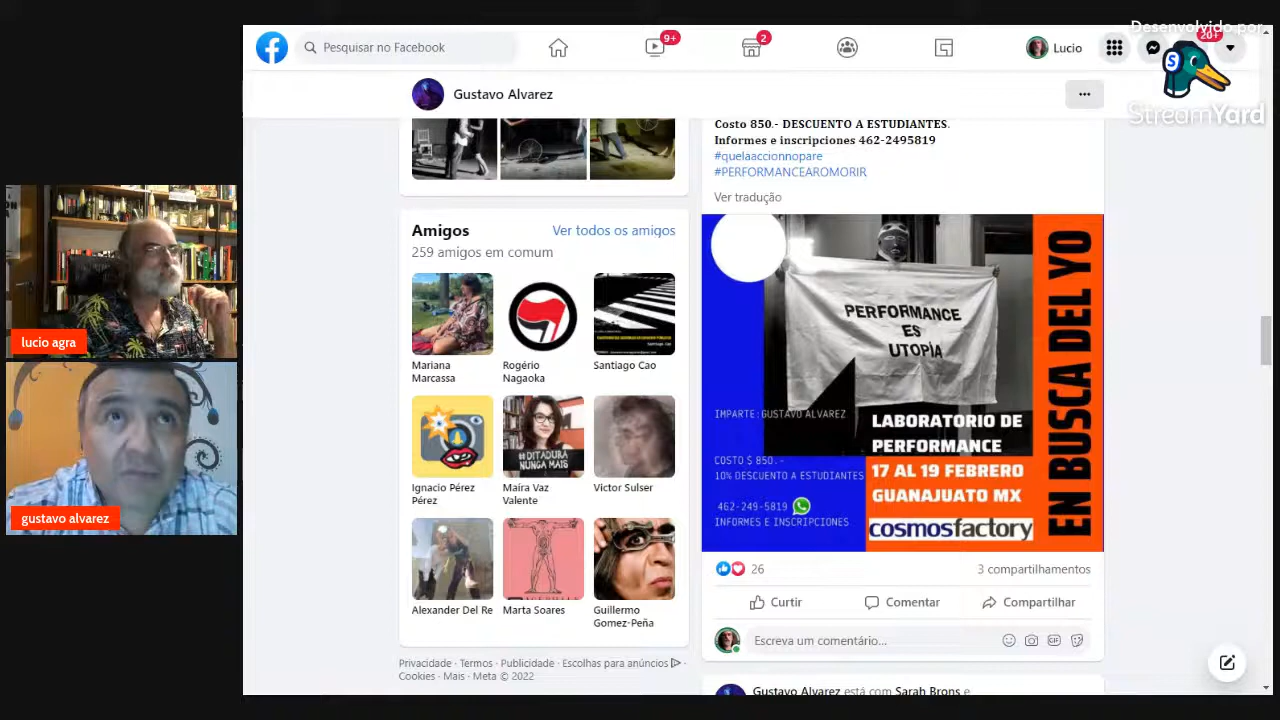 Desenvolvido por
StreamYard
Pesquisar no Facebook
9+
2
Lucio
20+
Gustavo Alvarez
...
Costo 850.- DESCUENTO A ESTUDIANTES.
Informes e inscripciones 462-2495819
#quelaaccionnopare
#PERFORMANCEAROMORIR
Ver tradução
Amigos
Ver todos os amigos
259 amigos em comum
Mariana
Marcassa
Rogério
Nagaoka
Santiago Cao
Ignacio Pérez
Pérez
#DITADURA
NUNCA MAIS
Maíra Vaz
Valente
Victor Sulser
Alexander Del Re
Marta Soares
Guillermo
Gomez-Peña
Privacidade · Termos · Publicidade · Escolhas para anúncios ·
Cookies · Mais · Meta © 2022
PERFORMANCE
ES
UTOPÍA
EN BUSCA DEL YO
IMPARTE: GUSTAVO ALVAREZ
LABORATORIO DE
PERFORMANCE
17 AL 19 FEBRERO
GUANAJUATO MX
COSTO $ 850.-
10% DESCUENTO A ESTUDIANTES
462-249-5819
INFORMES E INSCRIPCIONES
cosmosfactory
26
3 compartilhamentos
Curtir
Comentar
Compartilhar
Escreva um comentário...
Gustavo Alvarez está com Sarah Brons e
lucio agra
gustavo alvarez